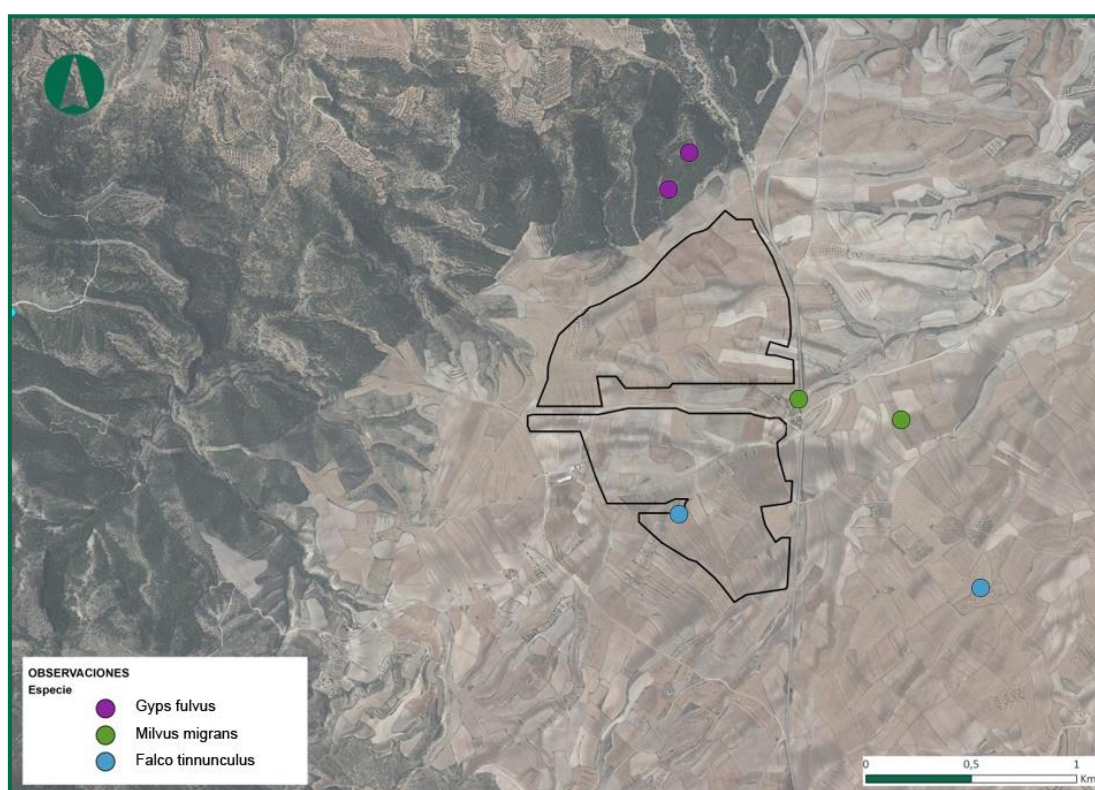 OBSERVACIONES
Especie
Gyps fulvus
Milvus migrans
Falco tinnunculus
0 0,5 1
Km